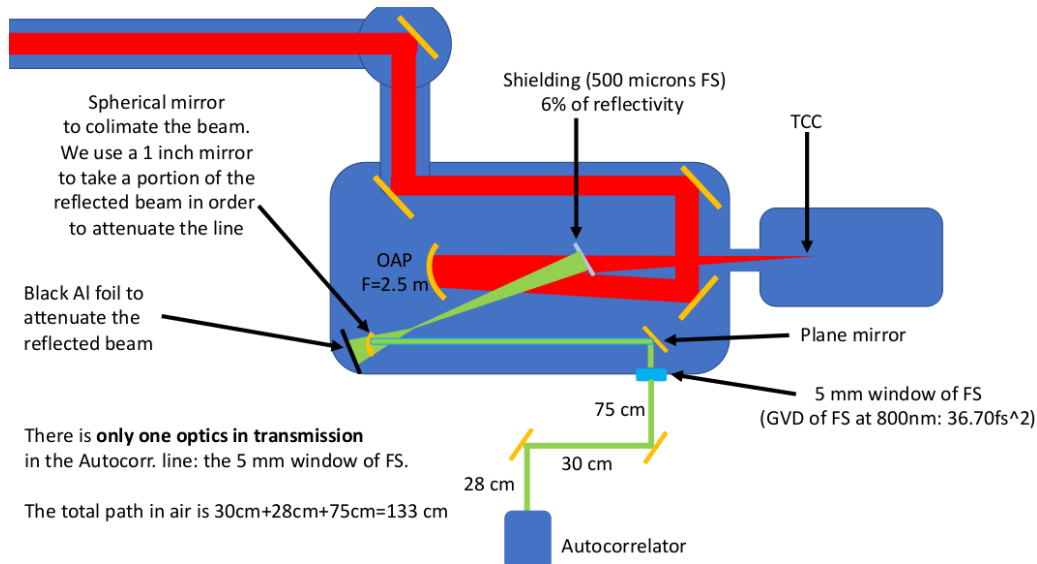 Spherical mirror
to colimate the beam.
We use a 1 inch mirror
to take a portion of the
reflected beam in order
to attenuate the line
Shielding (500 microns FS)
6% of reflectivity
TCC
OAP
F=2.5 m
Black Al foil to
attenuate the
reflected beam
Plane mirror
5 mm window of FS
(GVD of FS at 800nm: 36.70fs^2)
75 cm
30 cm
28 cm
There is only one optics in transmission
in the Autocorr. line: the 5 mm window of FS.
The total path in air is 30cm+28cm+75cm=133 cm
Autocorrelator